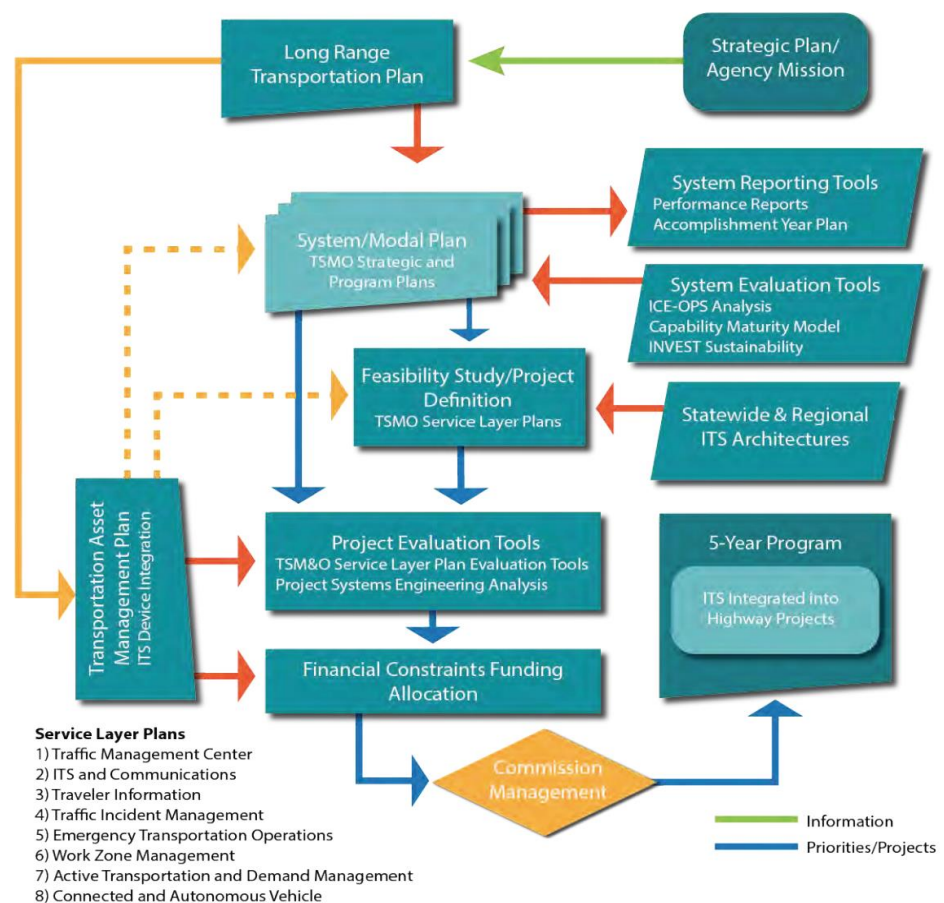 Long Range
Transportation Plan
Strategic Plan/
Agency Mission
System Reporting Tools
Performance Reports
Accomplishment Year Plan
System/Modal Plan
TSMO Strategic and
Program Plans
System Evaluation Tools
ICE-OPS Analysis
Capability Maturity Model
INVEST Sustainability
Feasibility Study/Project
Definition
TSMO Service Layer Plans
Statewide & Regional
ITS Architectures
Transportation Asset
Management Plan
ITS Device Integration
Project Evaluation Tools
TSM&O Service Layer Plan Evaluation Tools
Project Systems Engineering Analysis
5-Year Program
ITS Integrated Into
Highway Projects
Financial Constraints Funding
Allocation
Commission
Management
Service Layer Plans
1) Traffic Management Center
2) ITS and Communications
3) Traveler Information
4) Traffic Incident Management
5) Emergency Transportation Operations
6) Work Zone Management
7) Active Transportation and Demand Management
8) Connected and Autonomous Vehicle
Information
Priorities/Projects